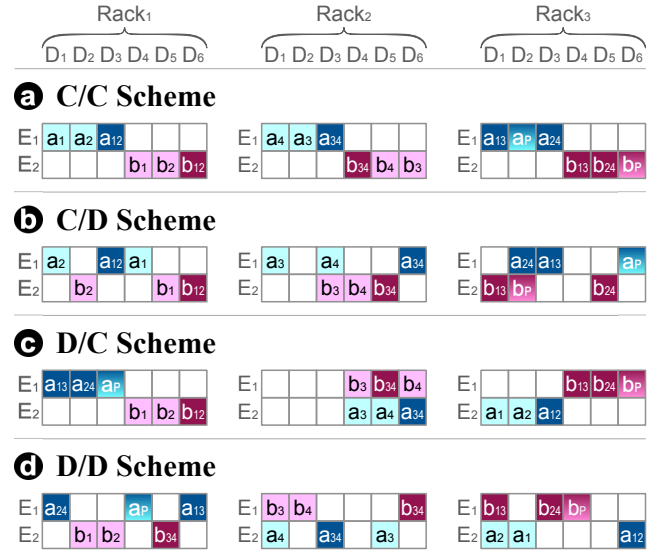 Rack1 Rack2 Rack3
D1 D2 D3 D4 D5 D6 D1 D2 D3 D4 D5 D6 D1 D2 D3 D4 D5 D6
a C/C Scheme
E1 a1 a2 a12 E1 a4 a3 a34 E1 a13 aP a24
E2 b1 b2 b12 E2 b34 b4 b3 E2 b13 b24 bP
b C/D Scheme
E1 a2 a12 a1 E1 a3 a4 a34 E1 a24 a13 aP
E2 b2 b1 b12 E2 b3 b4 b34 E2 b13 bP b24
c D/C Scheme
E1 a13 a24 aP E1 b3 b34 b4 E1 b13 b24 bP
E2 b1 b2 b12 E2 a3 a4 a34 E2 a1 a2 a12
d D/D Scheme
E1 a24 aP a13 E1 b3 b4 b34 E1 b13 b24 bP
E2 b1 b2 b34 E2 a4 a34 a3 E2 a2 a1 a12